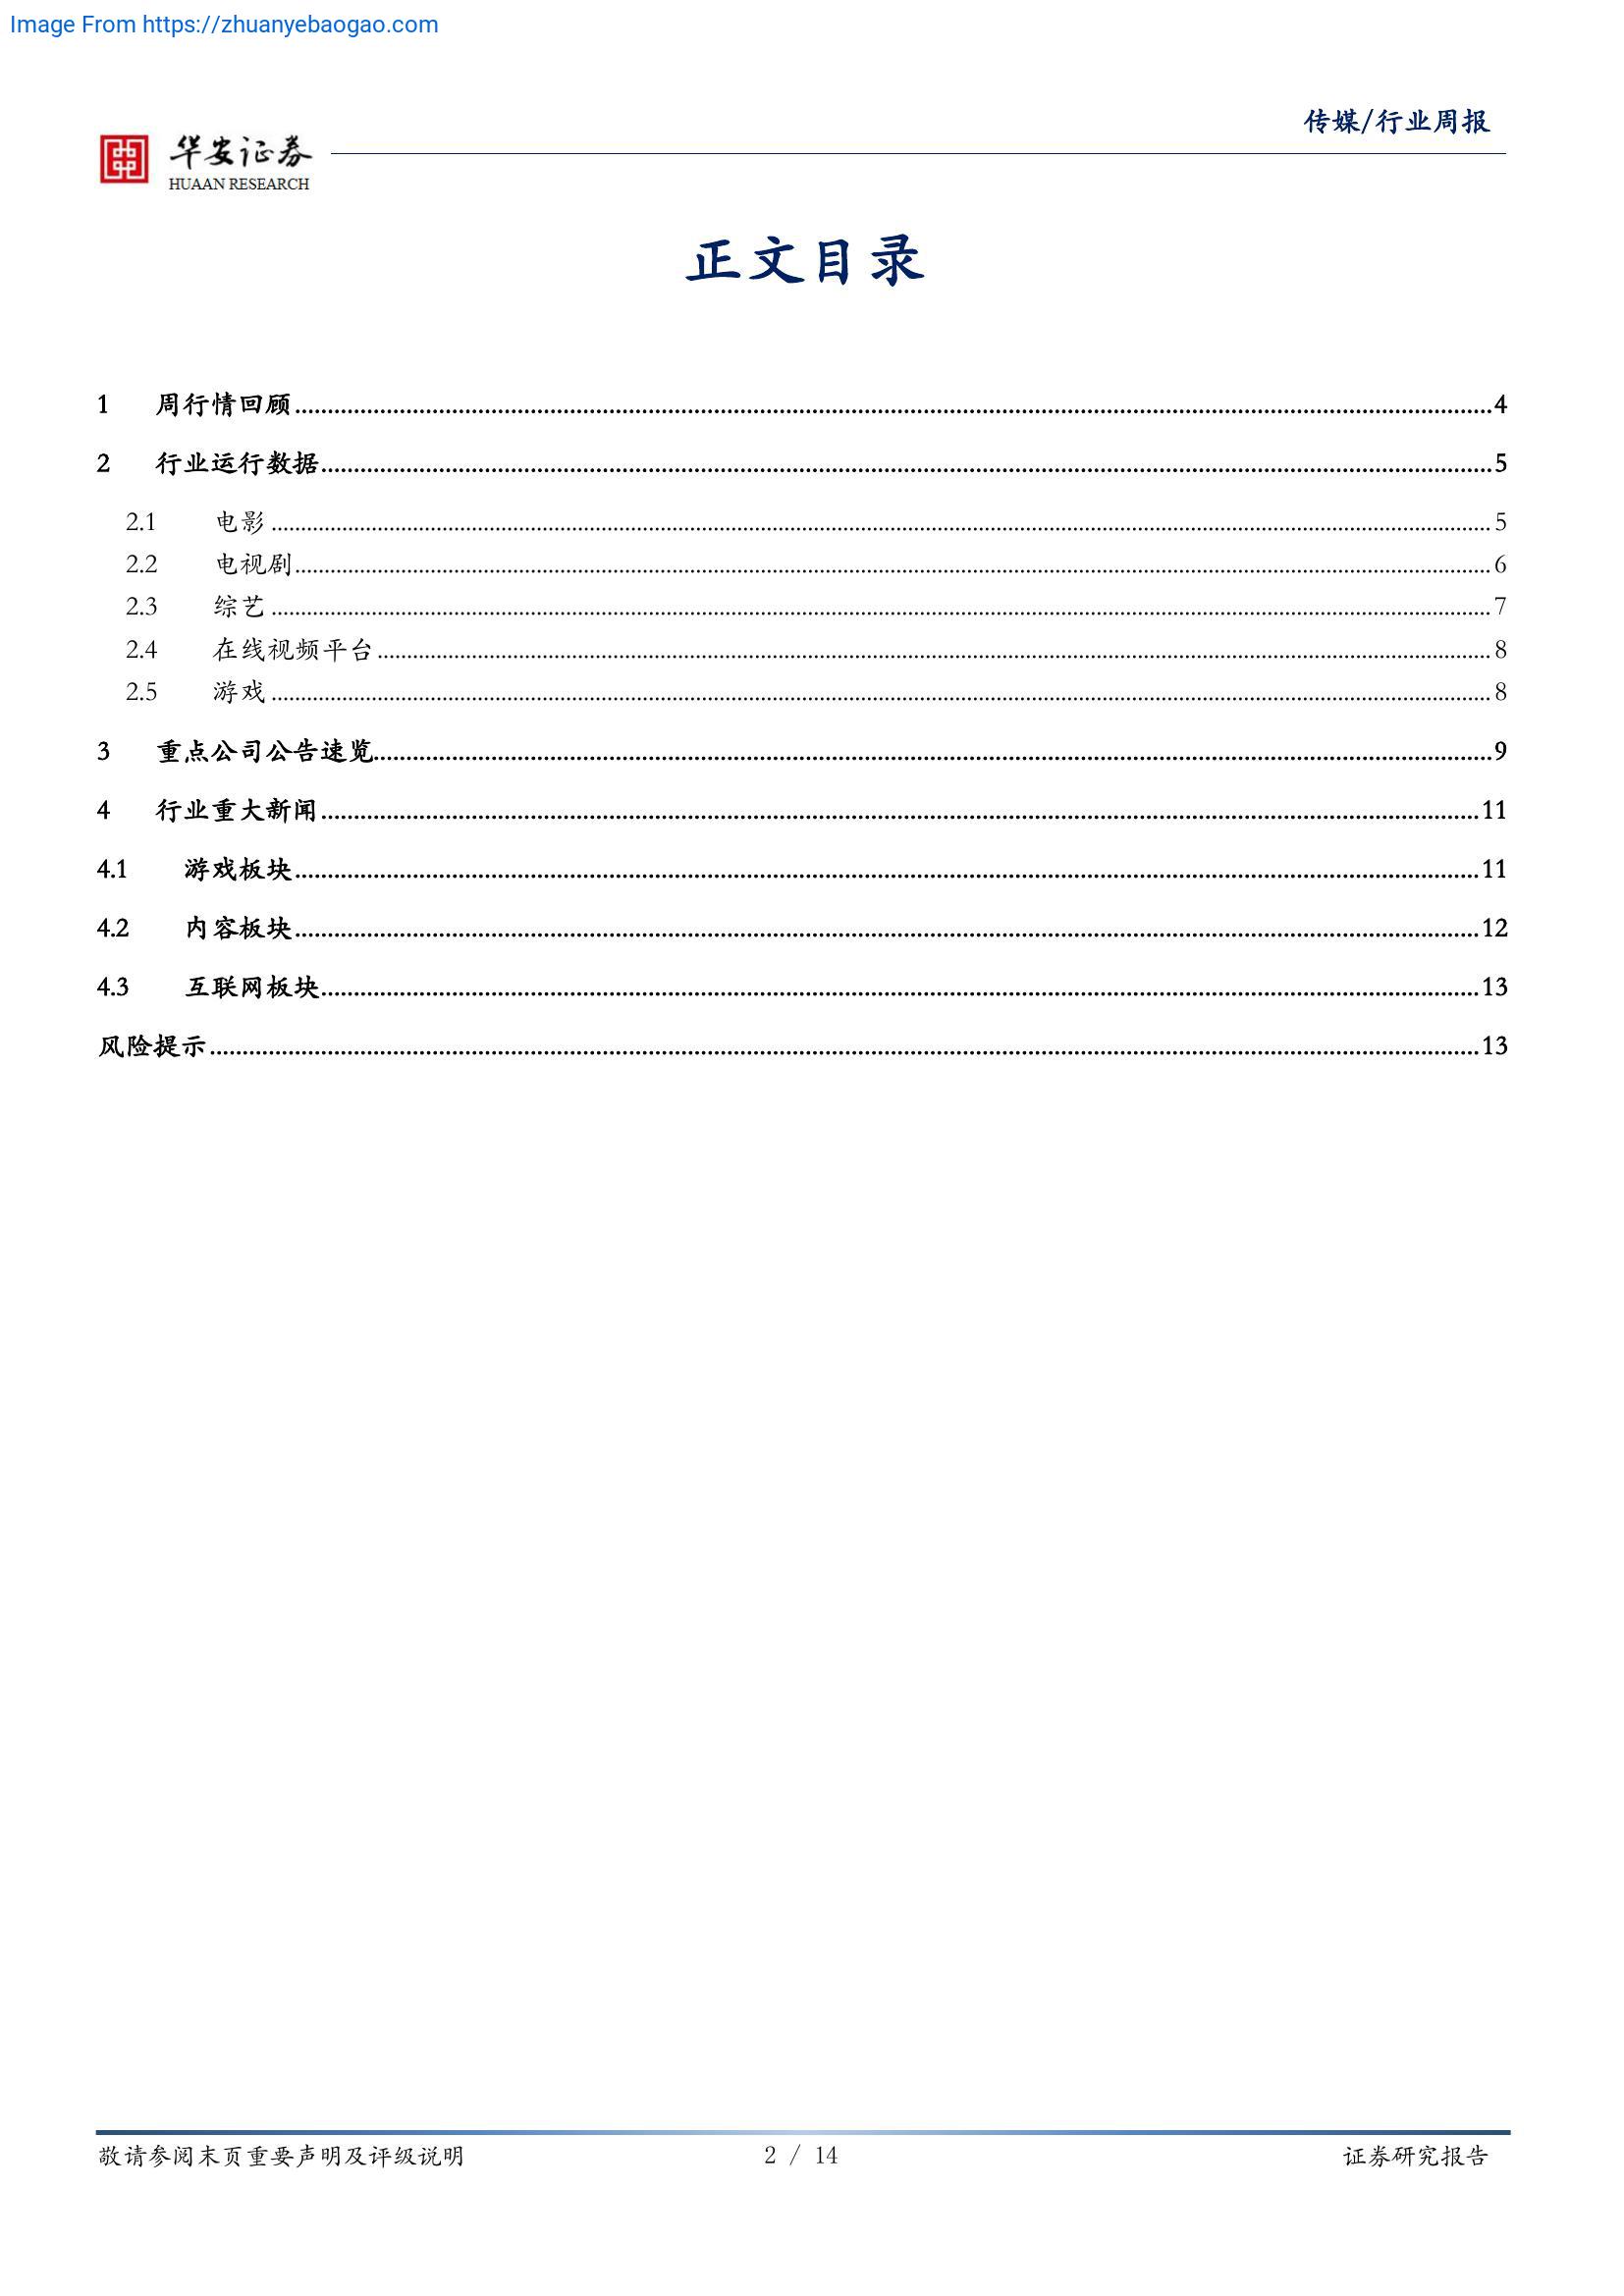 Image From https://zhuanyebaogao.com
传媒/行业周报
华安证券
HUAAN RESEARCH
正文目录
1 周行情回顾 4
2 行业运行数据 5
2.1 电影 5
2.2 电视剧 6
2.3 综艺 7
2.4 在线视频平台 8
2.5 游戏 8
3 重点公司公告速览 9
4 行业重大新闻 11
4.1 游戏板块 11
4.2 内容板块 12
4.3 互联网板块 13
风险提示 13
敬请参阅末页重要声明及评级说明 2 / 14 证券研究报告